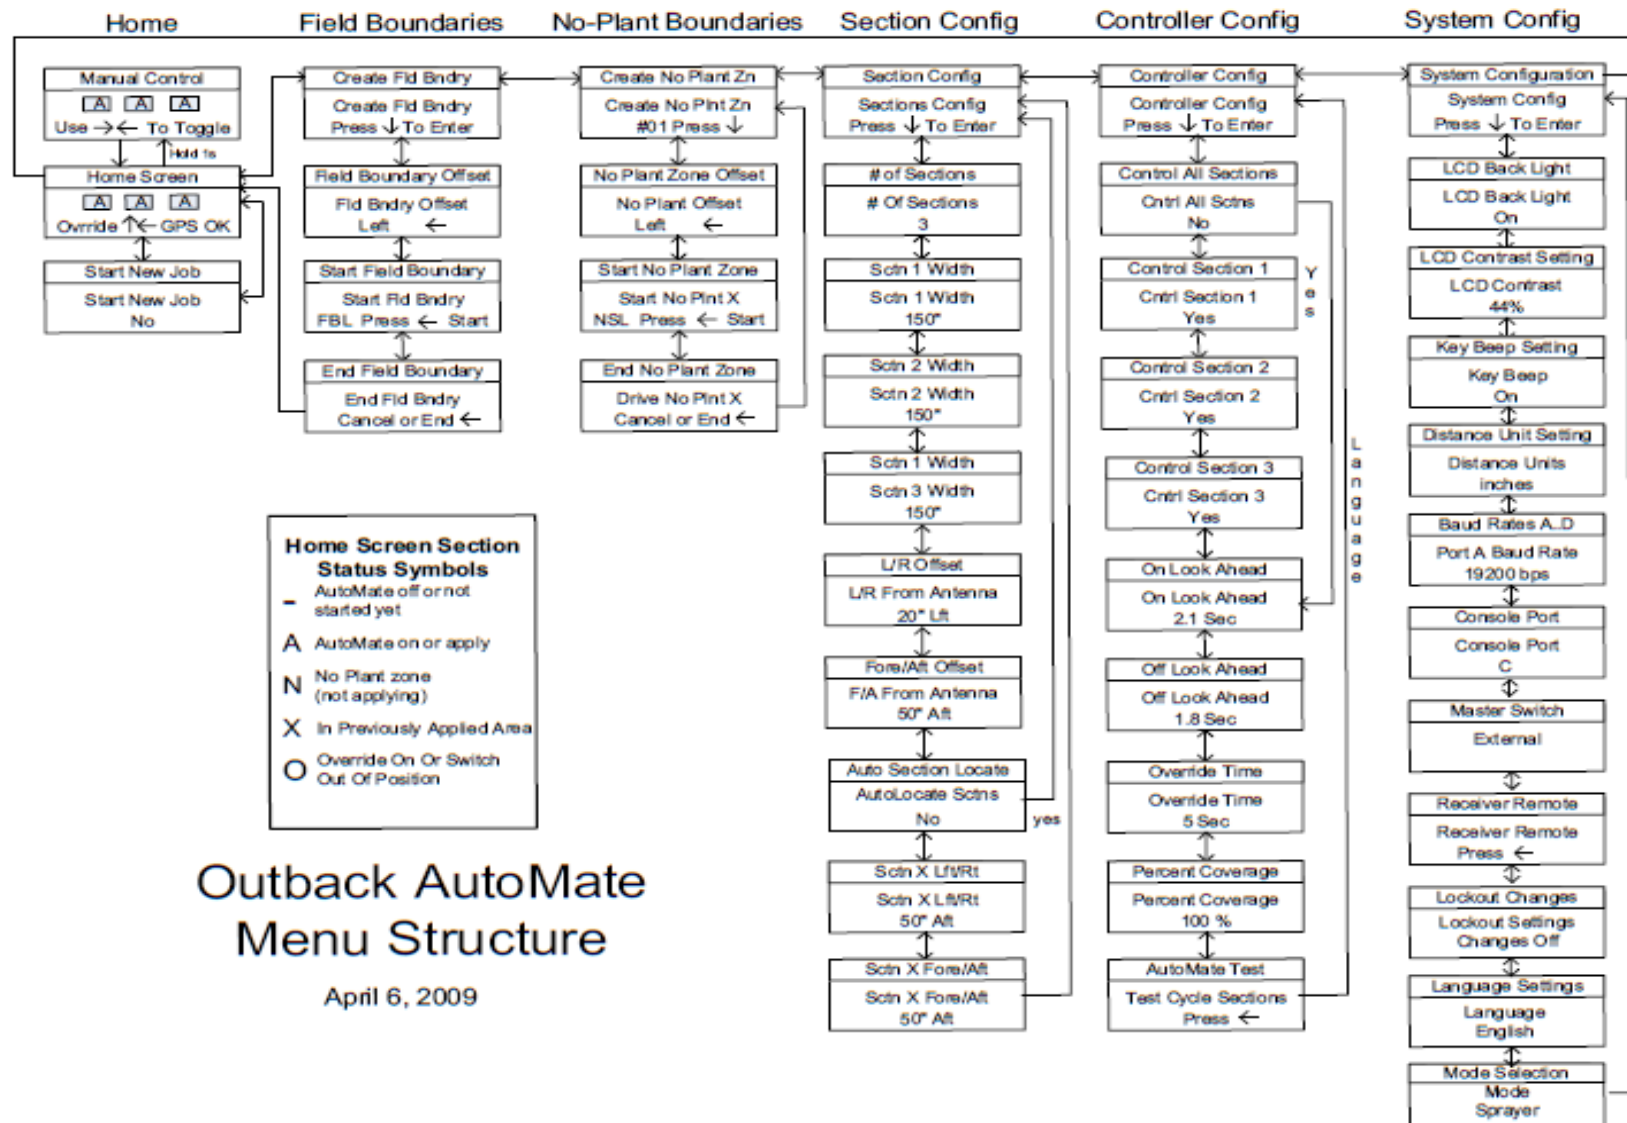 Home
Manual Control
A A A
Use →← To Toggle
Hold 1s
Home Screen
A A A
Ovrride ↑← GPS OK
Start New Job
Start New Job
No
Field Boundaries
Create Fld Bndry
Create Fld Bndry
Press ↓ To Enter
Field Boundary Offset
Fld Bndry Offset
Left ←
Start Field Boundary
Start Fld Bndry
FBL Press ← Start
End Field Boundary
End Fld Bndry
Cancel or End ←
No-Plant Boundaries
Create No Plant Zn
Create No Plnt Zn
#01 Press ↓
No Plant Zone Offset
No Plant Offset
Left ←
Start No Plant Zone
Start No Plnt X
NSL Press ← Start
End No Plant Zone
Drive No Plnt X
Cancel or End ←
Section Config
Section Config
Sections Config
Press ↓ To Enter
# of Sections
# Of Sections
3
Sctn 1 Width
Sctn 1 Width
150"
Sctn 2 Width
Sctn 2 Width
150"
Sctn 1 Width
Sctn 3 Width
150"
L/R Offset
L/R From Antenna
20" Lft
Fore/Aft Offset
F/A From Antenna
50" Aft
Auto Section Locate
AutoLocate Sctns
No
yes
Sctn X Lft/Rt
Sctn X Lft/Rt
50" Aft
Sctn X Fore/Aft
Sctn X Fore/Aft
50" Aft
Controller Config
Controller Config
Controller Config
Press ↓ To Enter
Control All Sections
Cntrl All Sctns
No
Yes
Control Section 1
Cntrl Section 1
Yes
Control Section 2
Cntrl Section 2
Yes
Control Section 3
Cntrl Section 3
Yes
On Look Ahead
On Look Ahead
2.1 Sec
Off Look Ahead
Off Look Ahead
1.8 Sec
Override Time
Override Time
5 Sec
Percent Coverage
Percent Coverage
100 %
AutoMate Test
Test Cycle Sections
Press ←
Language
System Config
System Configuration
System Config
Press ↓ To Enter
LCD Back Light
LCD Back Light
On
LCD Contrast Setting
LCD Contrast
44%
Key Beep Setting
Key Beep
On
Distance Unit Setting
Distance Units
inches
Baud Rates A..D
Port A Baud Rate
19200 bps
Console Port
Console Port
C
Master Switch
External
Receiver Remote
Receiver Remote
Press ←
Lockout Changes
Lockout Settings
Changes Off
Language Settings
Language
English
Mode Selection
Mode
Sprayer
Home Screen Section
Status Symbols
- AutoMate off or not
started yet
A AutoMate on or apply
N No Plant zone
(not applying)
X In Previously Applied Area
O Override On Or Switch
Out Of Position
Outback AutoMate
Menu Structure
April 6, 2009